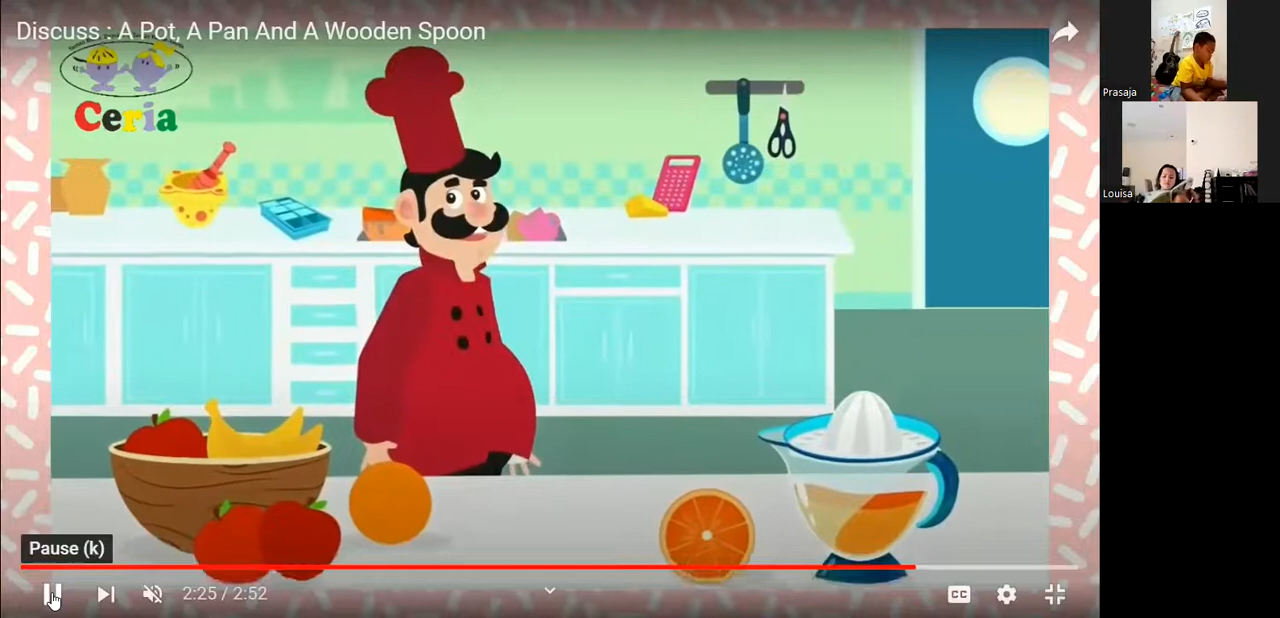 Discuss : A Pot, A Pan And A Wooden Spoon
Ceria
Prasaja
Louisa
Pause (k)
2:25 / 2:52
CC